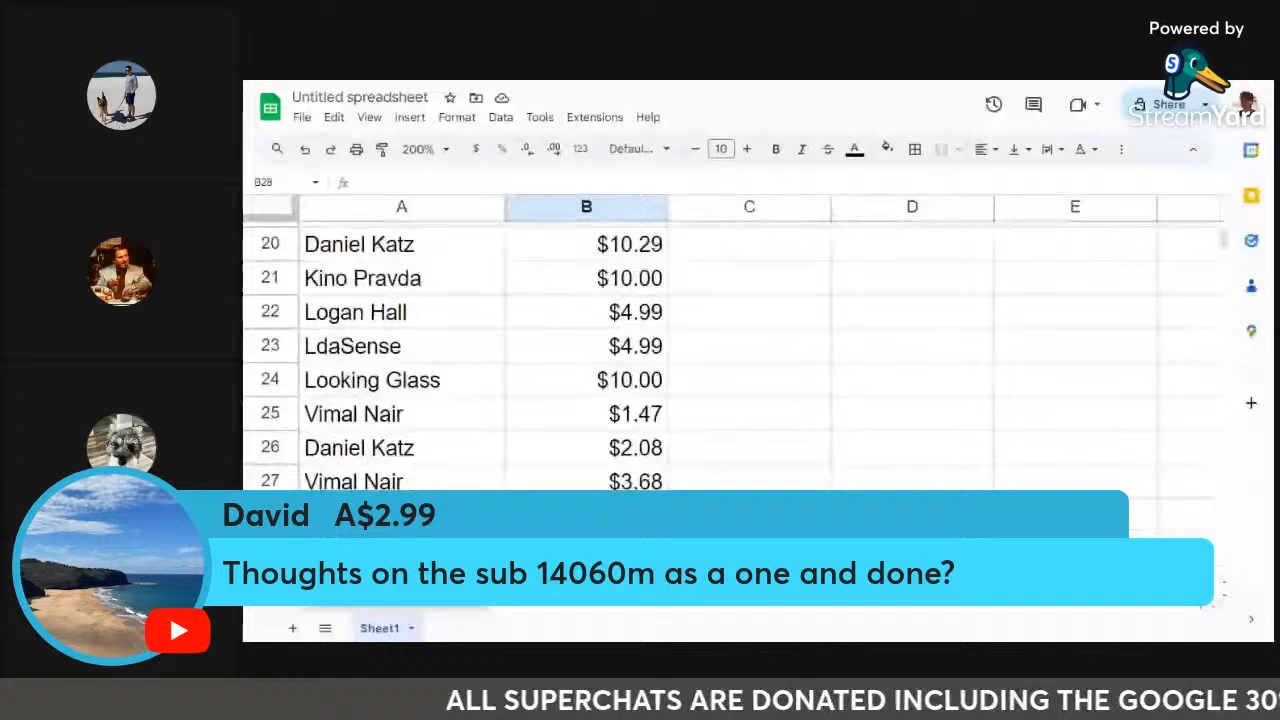 Powered by
StreamYard
Untitled spreadsheet
File Edit View Insert Format Data Tools Extensions Help
Share
200% $ % .0 .00 123 Defaul... − 10 + B I A
B28 fx
A B C D E
20 Daniel Katz $10.29
21 Kino Pravda $10.00
22 Logan Hall $4.99
23 LdaSense $4.99
24 Looking Glass $10.00
25 Vimal Nair $1.47
26 Daniel Katz $2.08
27 Vimal Nair $3.68
David A$2.99
Thoughts on the sub 14060m as a one and done?
Sheet1
ALL SUPERCHATS ARE DONATED INCLUDING THE GOOGLE 30